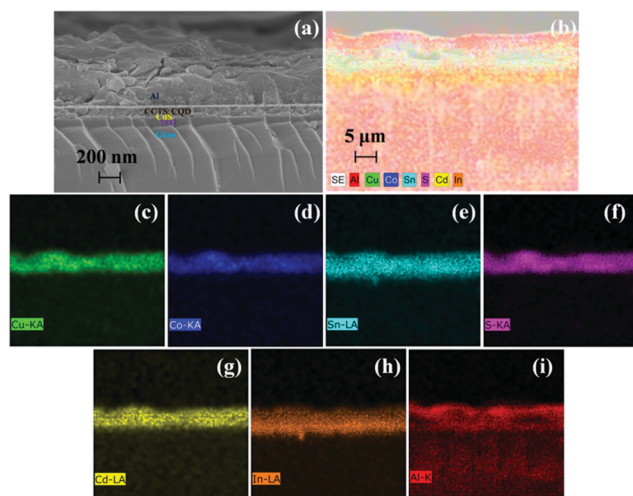 (a)
Al
CCTS:CQD
CdS
200 nm
(b)
5 μm
SE Al Cu Co Sn S Cd In
(c)
Cu-KA
(d)
Co-KA
(e)
Sn-LA
(f)
S-KA
(g)
Cd-LA
(h)
In-LA
(i)
Al-K